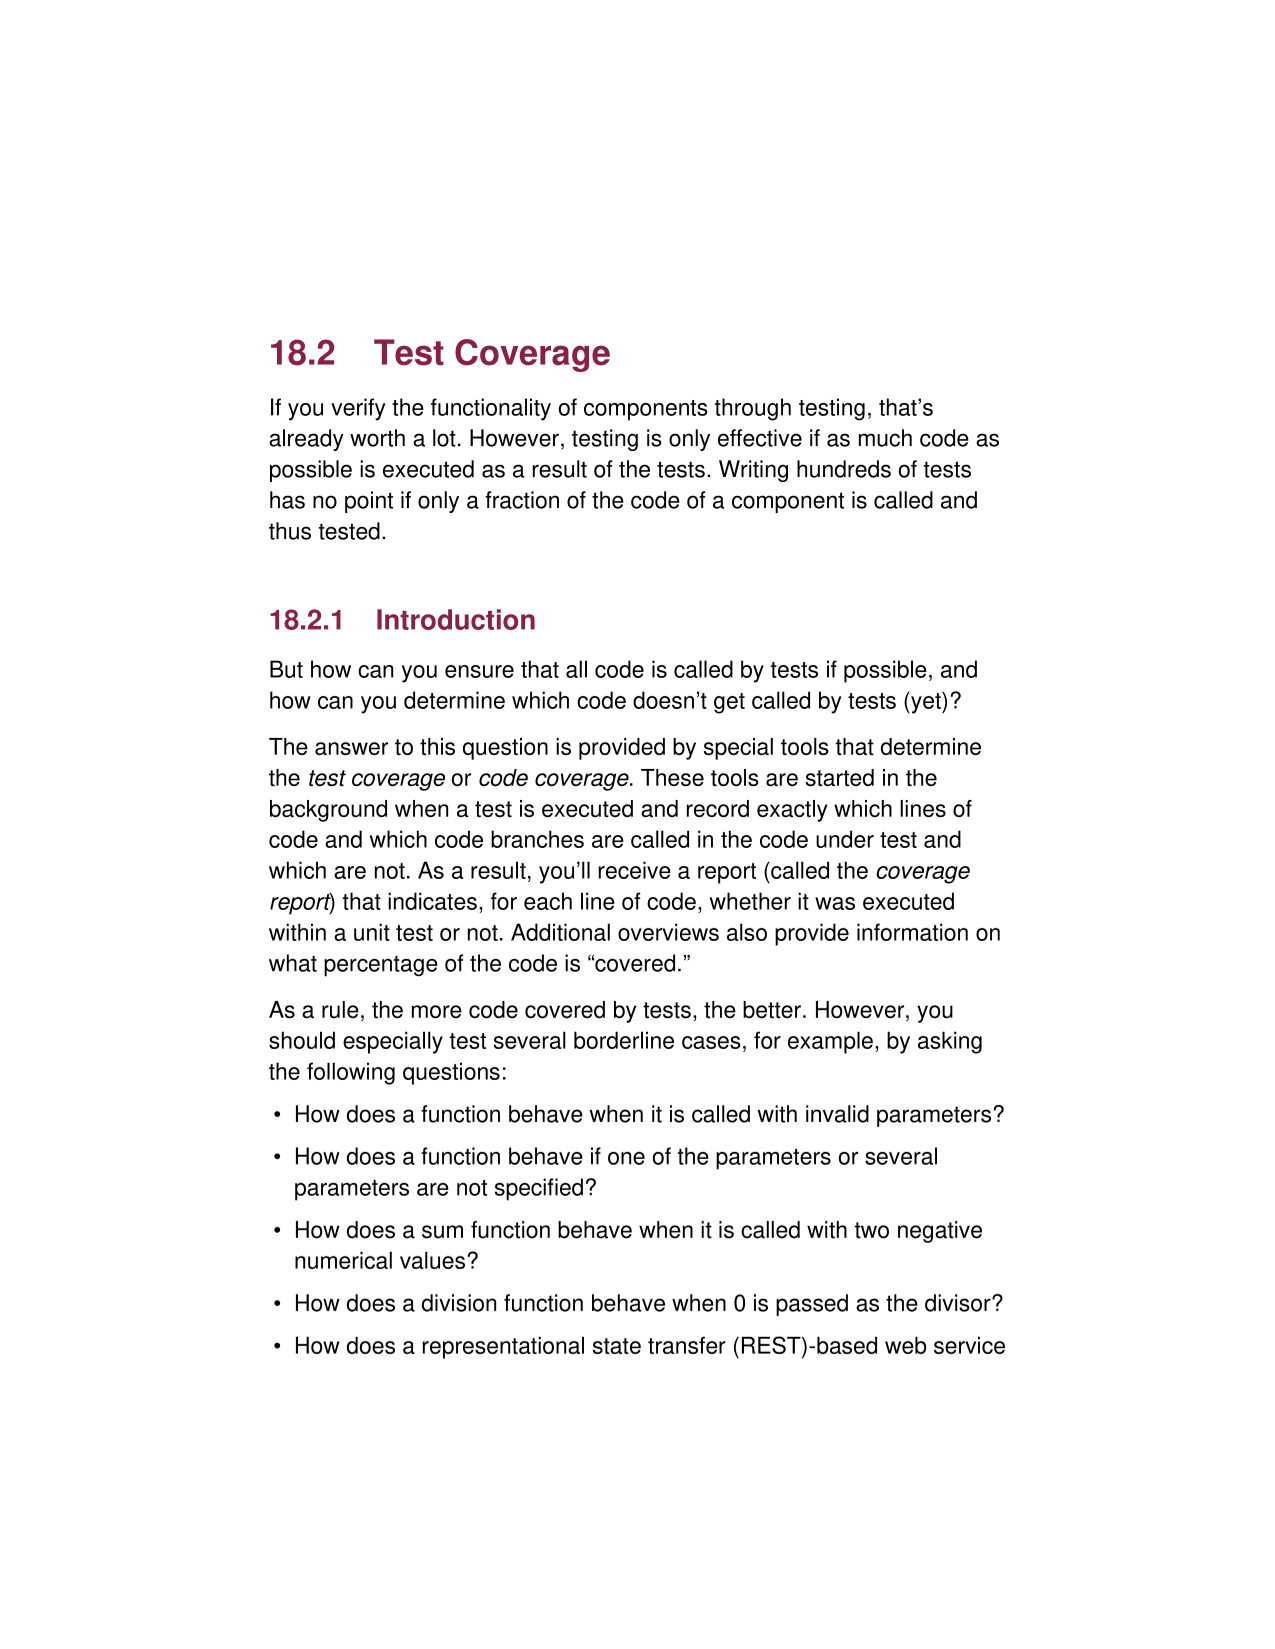 18.2 Test Coverage
If you verify the functionality of components through testing, that’s
already worth a lot. However, testing is only effective if as much code as
possible is executed as a result of the tests. Writing hundreds of tests
has no point if only a fraction of the code of a component is called and
thus tested.
18.2.1 Introduction
But how can you ensure that all code is called by tests if possible, and
how can you determine which code doesn’t get called by tests (yet)?
The answer to this question is provided by special tools that determine
the test coverage or code coverage. These tools are started in the
background when a test is executed and record exactly which lines of
code and which code branches are called in the code under test and
which are not. As a result, you’ll receive a report (called the coverage
report) that indicates, for each line of code, whether it was executed
within a unit test or not. Additional overviews also provide information on
what percentage of the code is “covered.”
As a rule, the more code covered by tests, the better. However, you
should especially test several borderline cases, for example, by asking
the following questions:
• How does a function behave when it is called with invalid parameters?
• How does a function behave if one of the parameters or several
parameters are not specified?
• How does a sum function behave when it is called with two negative
numerical values?
• How does a division function behave when 0 is passed as the divisor?
• How does a representational state transfer (REST)-based web service